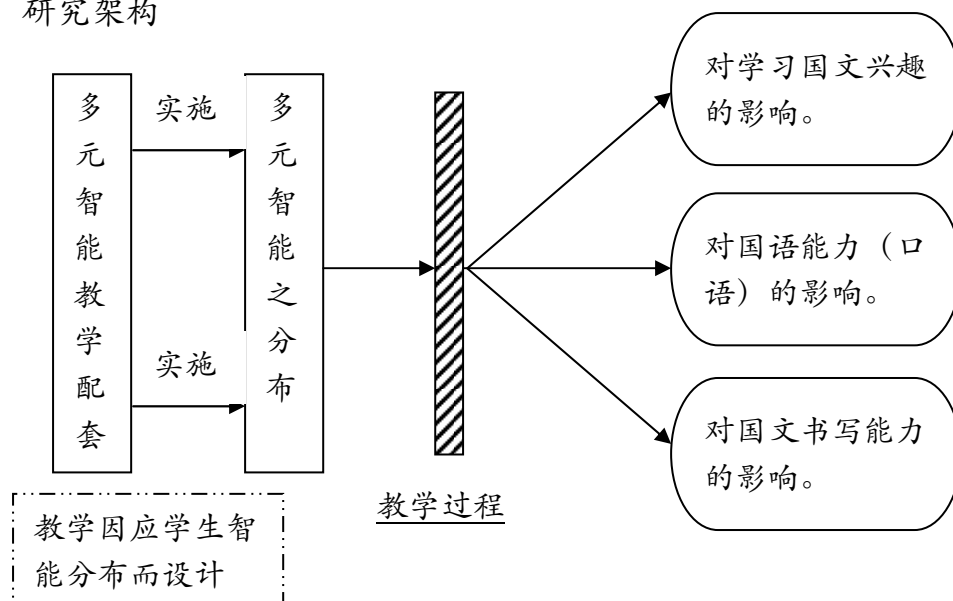 研究架构
多元智能教学配套
实施
实施
多元智能之分布
教学过程
对学习国文兴趣
的影响。
对国语能力（口
语）的影响。
对国文书写能力
的影响。
教学因应学生智
能分布而设计